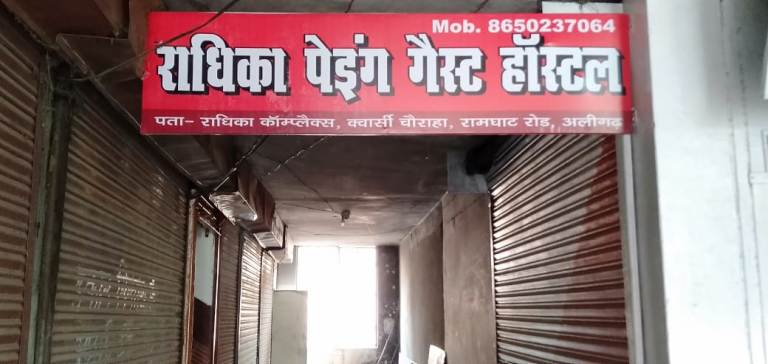 Mob. 8650237064
राधिका पेइंग गैस्ट हॉस्टल
पता- राधिका कॉम्प्लैक्स, क्वार्सी चौराहा, रामघाट रोड, अलीगढ़